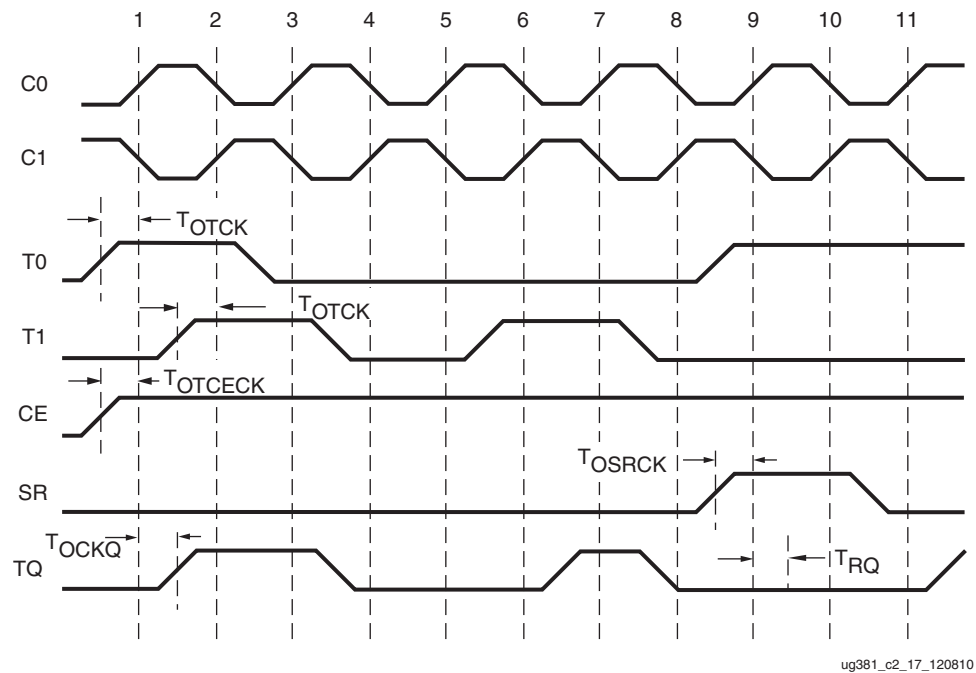 1 2 3 4 5 6 7 8 9 10 11
C0
C1
TOTCK
T0
TOTCK
T1
TOTCECK
CE
TOSRCK
SR
TOCKQ
TQ
TRQ
ug381_c2_17_120810